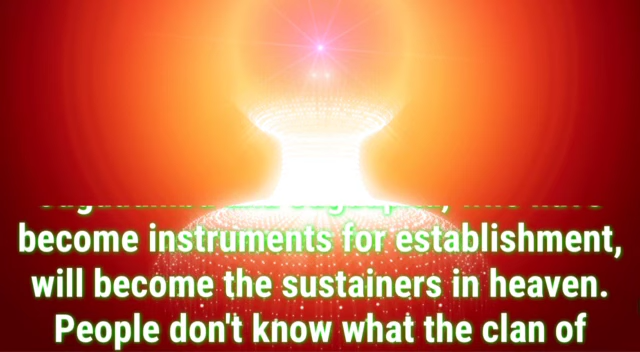 become instruments for establishment,
will become the sustainers in heaven.
People don't know what the clan of